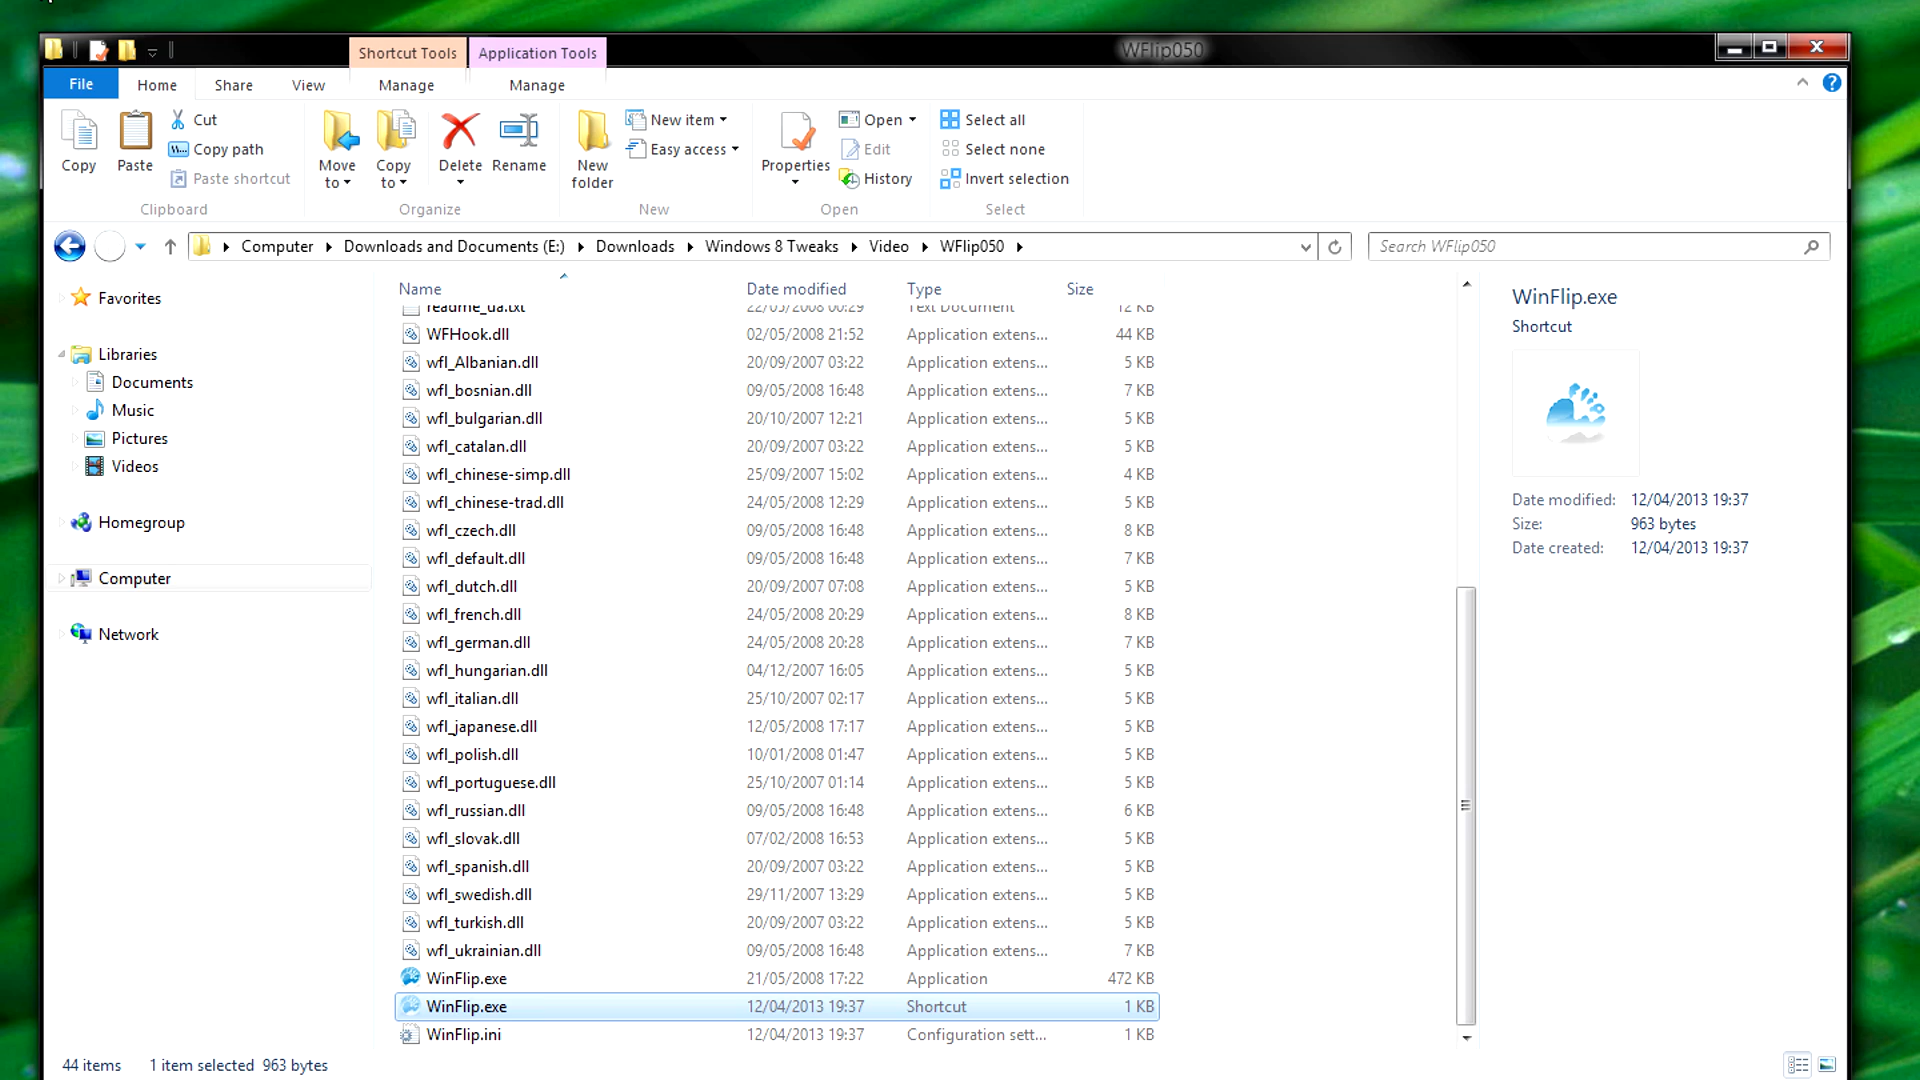 Shortcut Tools Application Tools WFlip050
File Home Share View Manage Manage
Copy
Paste
Cut
Copy path
Paste shortcut
Clipboard
Move to
Copy to
Delete
Rename
Organize
New folder
New item
Easy access
New
Properties
Open
Edit
History
Open
Select all
Select none
Invert selection
Select
Computer Downloads and Documents (E:) Downloads Windows 8 Tweaks Video WFlip050
Search WFlip050
Favorites
Libraries
Documents
Music
Pictures
Videos
Homegroup
Computer
Network
Name Date modified Type Size
readme_ua.txt 22/05/2008 00:29 Text Document 12 KB
WFHook.dll 02/05/2008 21:52 Application extens... 44 KB
wfl_Albanian.dll 20/09/2007 03:22 Application extens... 5 KB
wfl_bosnian.dll 09/05/2008 16:48 Application extens... 7 KB
wfl_bulgarian.dll 20/10/2007 12:21 Application extens... 5 KB
wfl_catalan.dll 20/09/2007 03:22 Application extens... 5 KB
wfl_chinese-simp.dll 25/09/2007 15:02 Application extens... 4 KB
wfl_chinese-trad.dll 24/05/2008 12:29 Application extens... 5 KB
wfl_czech.dll 09/05/2008 16:48 Application extens... 8 KB
wfl_default.dll 09/05/2008 16:48 Application extens... 7 KB
wfl_dutch.dll 20/09/2007 07:08 Application extens... 5 KB
wfl_french.dll 24/05/2008 20:29 Application extens... 8 KB
wfl_german.dll 24/05/2008 20:28 Application extens... 7 KB
wfl_hungarian.dll 04/12/2007 16:05 Application extens... 5 KB
wfl_italian.dll 25/10/2007 02:17 Application extens... 5 KB
wfl_japanese.dll 12/05/2008 17:17 Application extens... 5 KB
wfl_polish.dll 10/01/2008 01:47 Application extens... 5 KB
wfl_portuguese.dll 25/10/2007 01:14 Application extens... 5 KB
wfl_russian.dll 09/05/2008 16:48 Application extens... 6 KB
wfl_slovak.dll 07/02/2008 16:53 Application extens... 5 KB
wfl_spanish.dll 20/09/2007 03:22 Application extens... 5 KB
wfl_swedish.dll 29/11/2007 13:29 Application extens... 5 KB
wfl_turkish.dll 20/09/2007 03:22 Application extens... 5 KB
wfl_ukrainian.dll 09/05/2008 16:48 Application extens... 7 KB
WinFlip.exe 21/05/2008 17:22 Application 472 KB
WinFlip.exe 12/04/2013 19:37 Shortcut 1 KB
WinFlip.ini 12/04/2013 19:37 Configuration sett... 1 KB
WinFlip.exe
Shortcut
Date modified: 12/04/2013 19:37
Size: 963 bytes
Date created: 12/04/2013 19:37
44 items 1 item selected 963 bytes